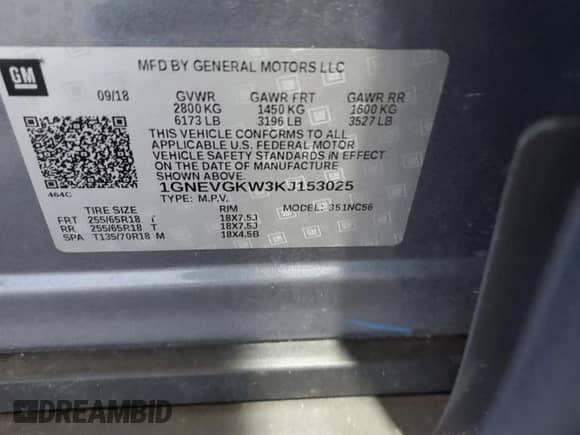 GM
MFD BY GENERAL MOTORS LLC
09/18 GVWR GAWR FRT GAWR RR
2800 KG 1450 KG 1600 KG
6173 LB 3196 LB 3527 LB
THIS VEHICLE CONFORMS TO ALL
APPLICABLE U.S. FEDERAL MOTOR
VEHICLE SAFETY STANDARDS IN EFFECT
ON THE DATE OF MANUFACTURE
SHOWN ABOVE.
1GNEVGKW3KJ153025
464C
TYPE: M.P.V. MODEL: 351NC56
TIRE SIZE RIM
FRT 255/65R18 18X7.5J
RR 255/65R18 T 18X7.5J
SPA T135/70R18 M 18X4.5B
DREAMBID